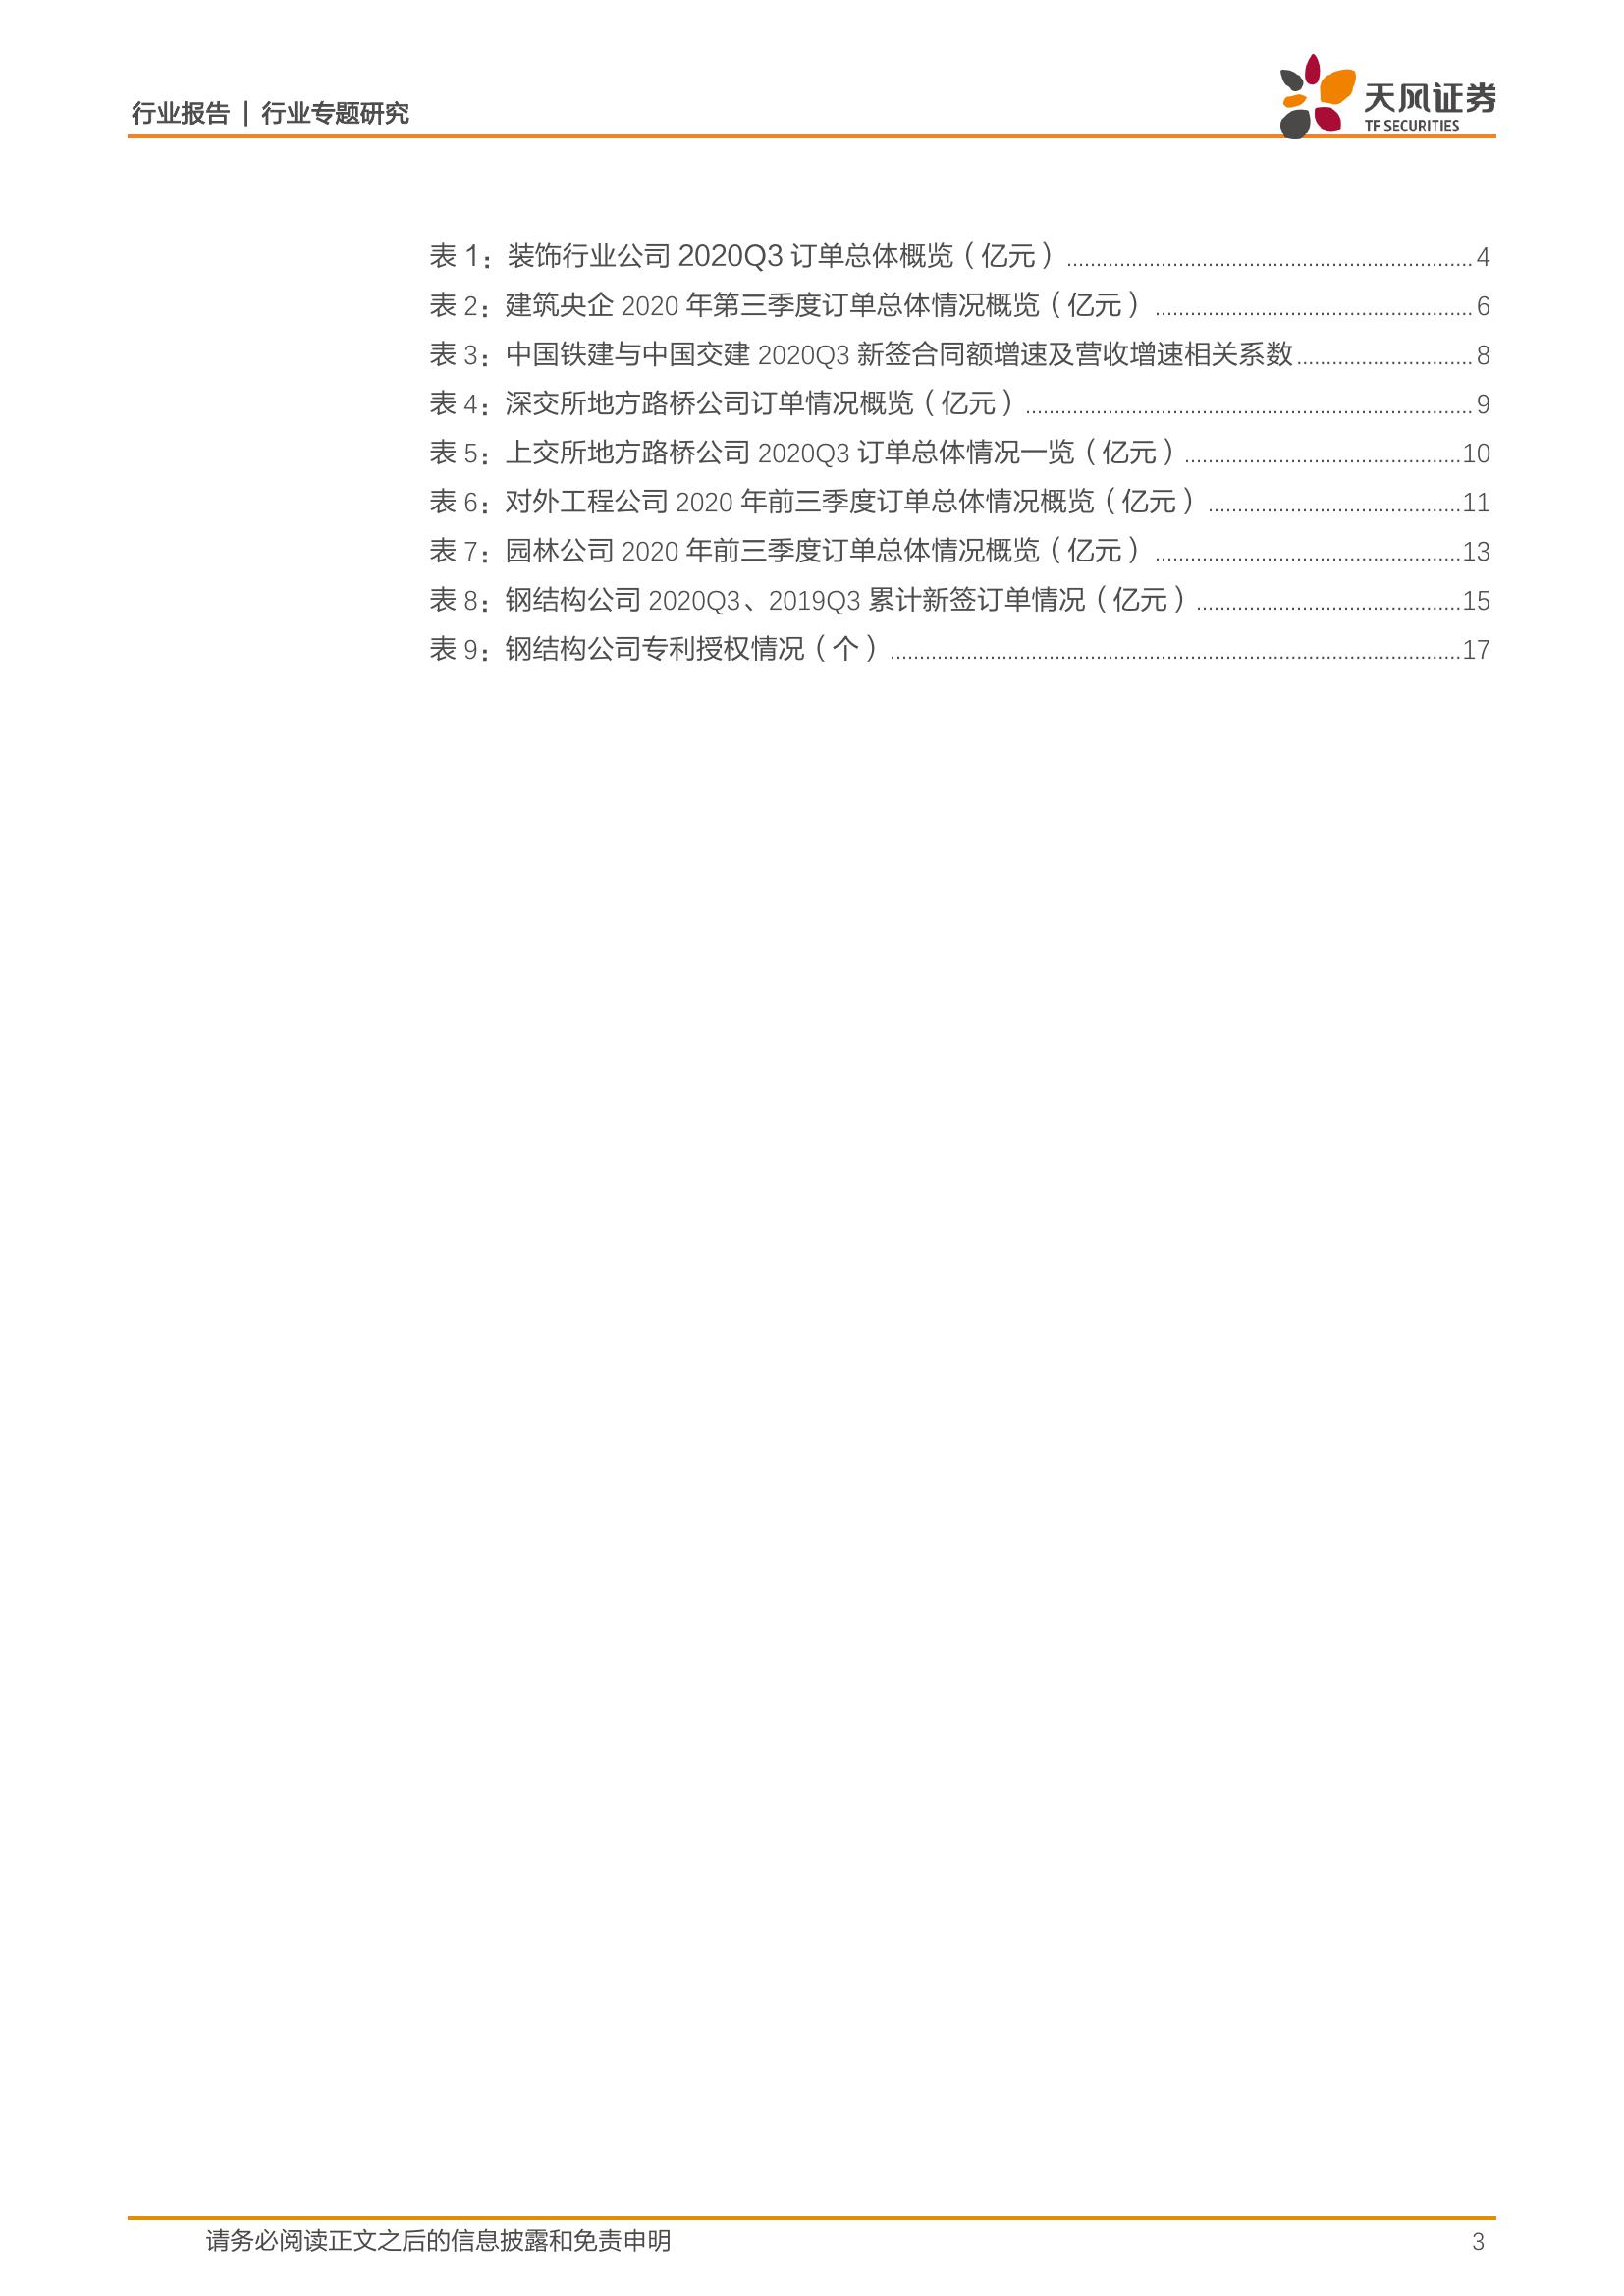 行业报告 | 行业专题研究
天风证券
TF SECURITIES
表 1：装饰行业公司 2020Q3 订单总体概览（亿元）........ 4
表 2：建筑央企 2020 年第三季度订单总体情况概览（亿元）........ 6
表 3：中国铁建与中国交建 2020Q3 新签合同额增速及营收增速相关系数........ 8
表 4：深交所地方路桥公司订单情况概览（亿元）........ 9
表 5：上交所地方路桥公司 2020Q3 订单总体情况一览（亿元）........ 10
表 6：对外工程公司 2020 年前三季度订单总体情况概览（亿元）........ 11
表 7：园林公司 2020 年前三季度订单总体情况概览（亿元）........ 13
表 8：钢结构公司 2020Q3、2019Q3 累计新签订单情况（亿元）........ 15
表 9：钢结构公司专利授权情况（个）........ 17
请务必阅读正文之后的信息披露和免责申明 3